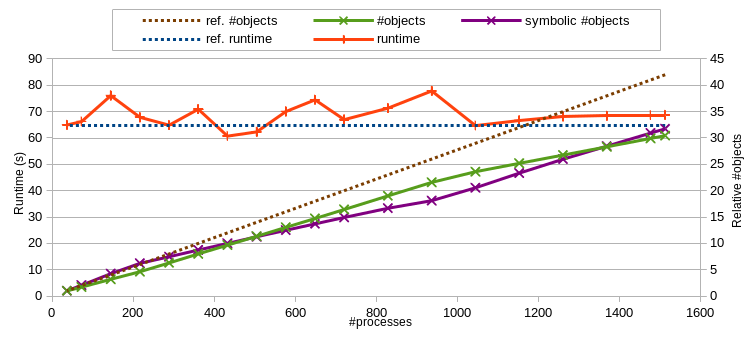 ref. #objects #objects symbolic #objects
ref. runtime runtime
90 45
80 40
70 35
60 30
50 25
40 20
30 15
20 10
10 5
0 0
Runtime (s)
Relative #objects
0 200 400 600 800 1000 1200 1400 1600
#processes